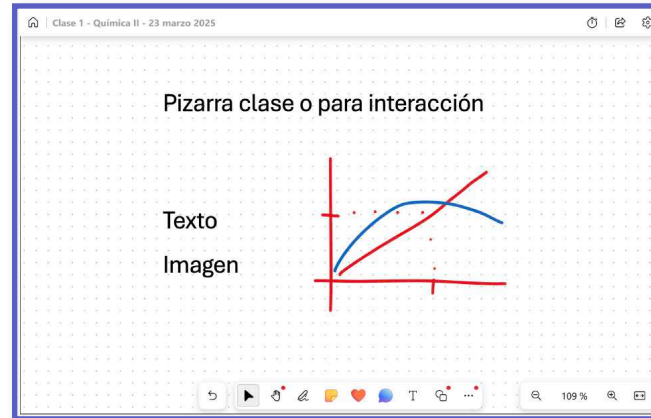 Clase 1 - Química II - 23 marzo 2025
Pizarra clase o para interacción
Texto
Imagen
T
109 %